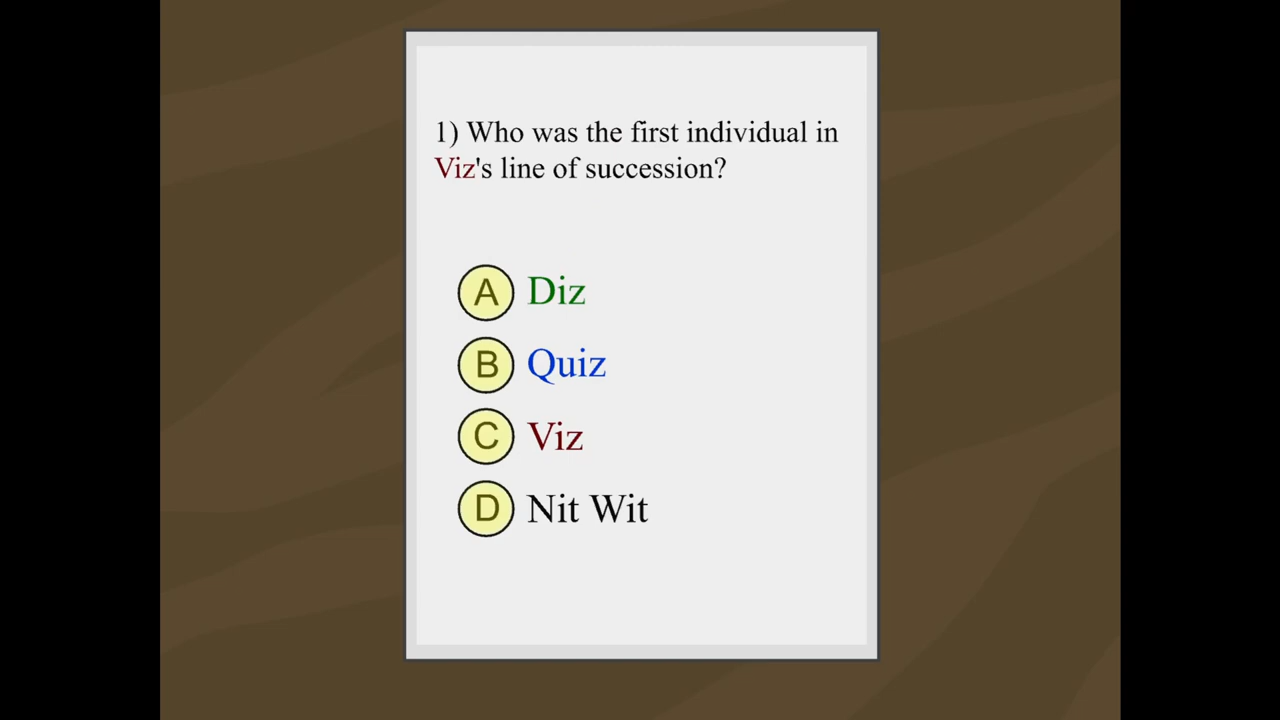 1) Who was the first individual in
Viz's line of succession?
A Diz
B Quiz
C Viz
D Nit Wit